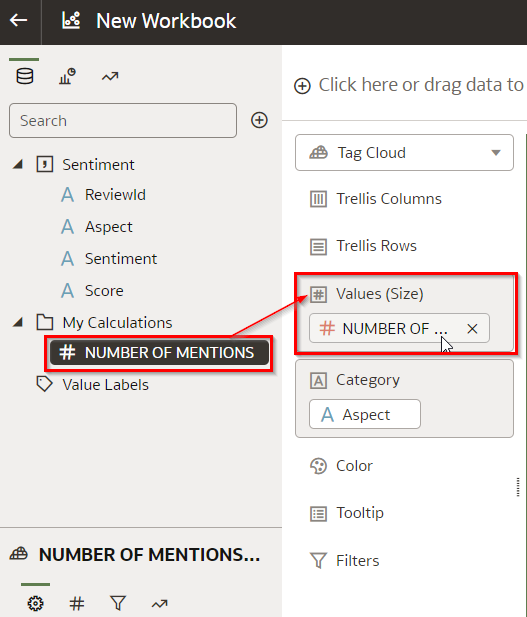 New Workbook
Search
Sentiment
A ReviewId
A Aspect
A Sentiment
A Score
My Calculations
# NUMBER OF MENTIONS
Value Labels
NUMBER OF MENTIONS...
#
Click here or drag data to
Tag Cloud
Trellis Columns
Trellis Rows
# Values (Size)
# NUMBER OF ... ×
A Category
A Aspect
Color
Tooltip
Filters